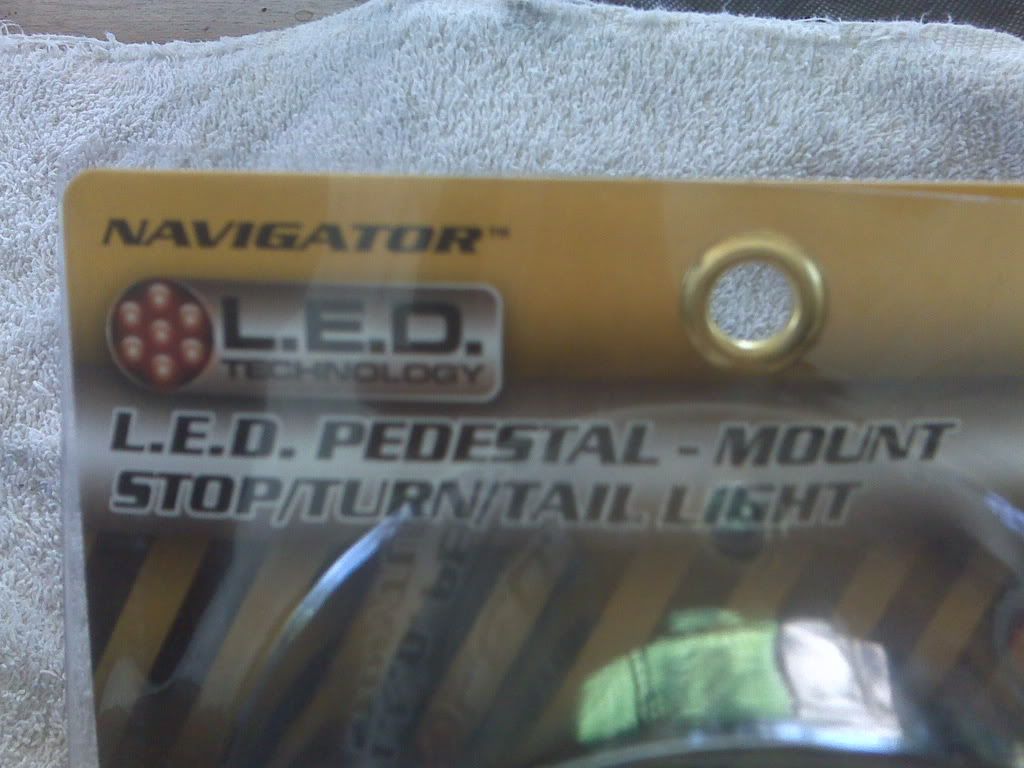 NAVIGATOR™
L.E.D.
TECHNOLOGY
L.E.D. PEDESTAL - MOUNT
STOP/TURN/TAIL LIGHT